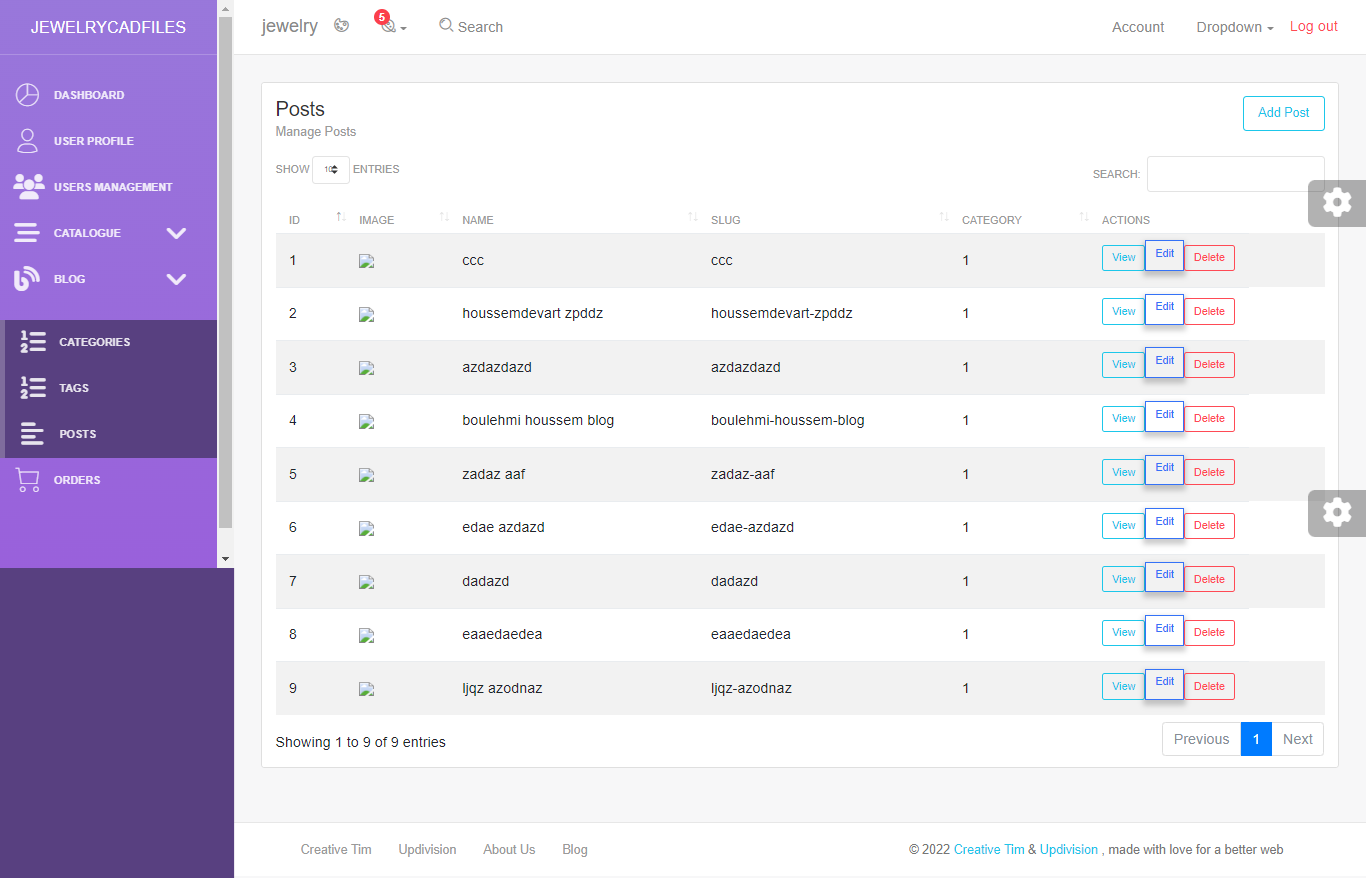 JEWELRYCADFILES
DASHBOARD
USER PROFILE
USERS MANAGEMENT
CATALOGUE
BLOG
CATEGORIES
TAGS
POSTS
ORDERS
jewelry 5 Search Account Dropdown Log out
Posts
Manage Posts
Add Post
SHOW 10 ENTRIES SEARCH:
ID IMAGE NAME SLUG CATEGORY ACTIONS
1 ccc ccc 1 View Edit Delete
2 houssemdevart zpddz houssemdevart-zpddz 1 View Edit Delete
3 azdazdazd azdazdazd 1 View Edit Delete
4 boulehmi houssem blog boulehmi-houssem-blog 1 View Edit Delete
5 zadaz aaf zadaz-aaf 1 View Edit Delete
6 edae azdazd edae-azdazd 1 View Edit Delete
7 dadazd dadazd 1 View Edit Delete
8 eaaedaedea eaaedaedea 1 View Edit Delete
9 ljqz azodnaz ljqz-azodnaz 1 View Edit Delete
Showing 1 to 9 of 9 entries Previous 1 Next
Creative Tim Updivision About Us Blog © 2022 Creative Tim & Updivision , made with love for a better web